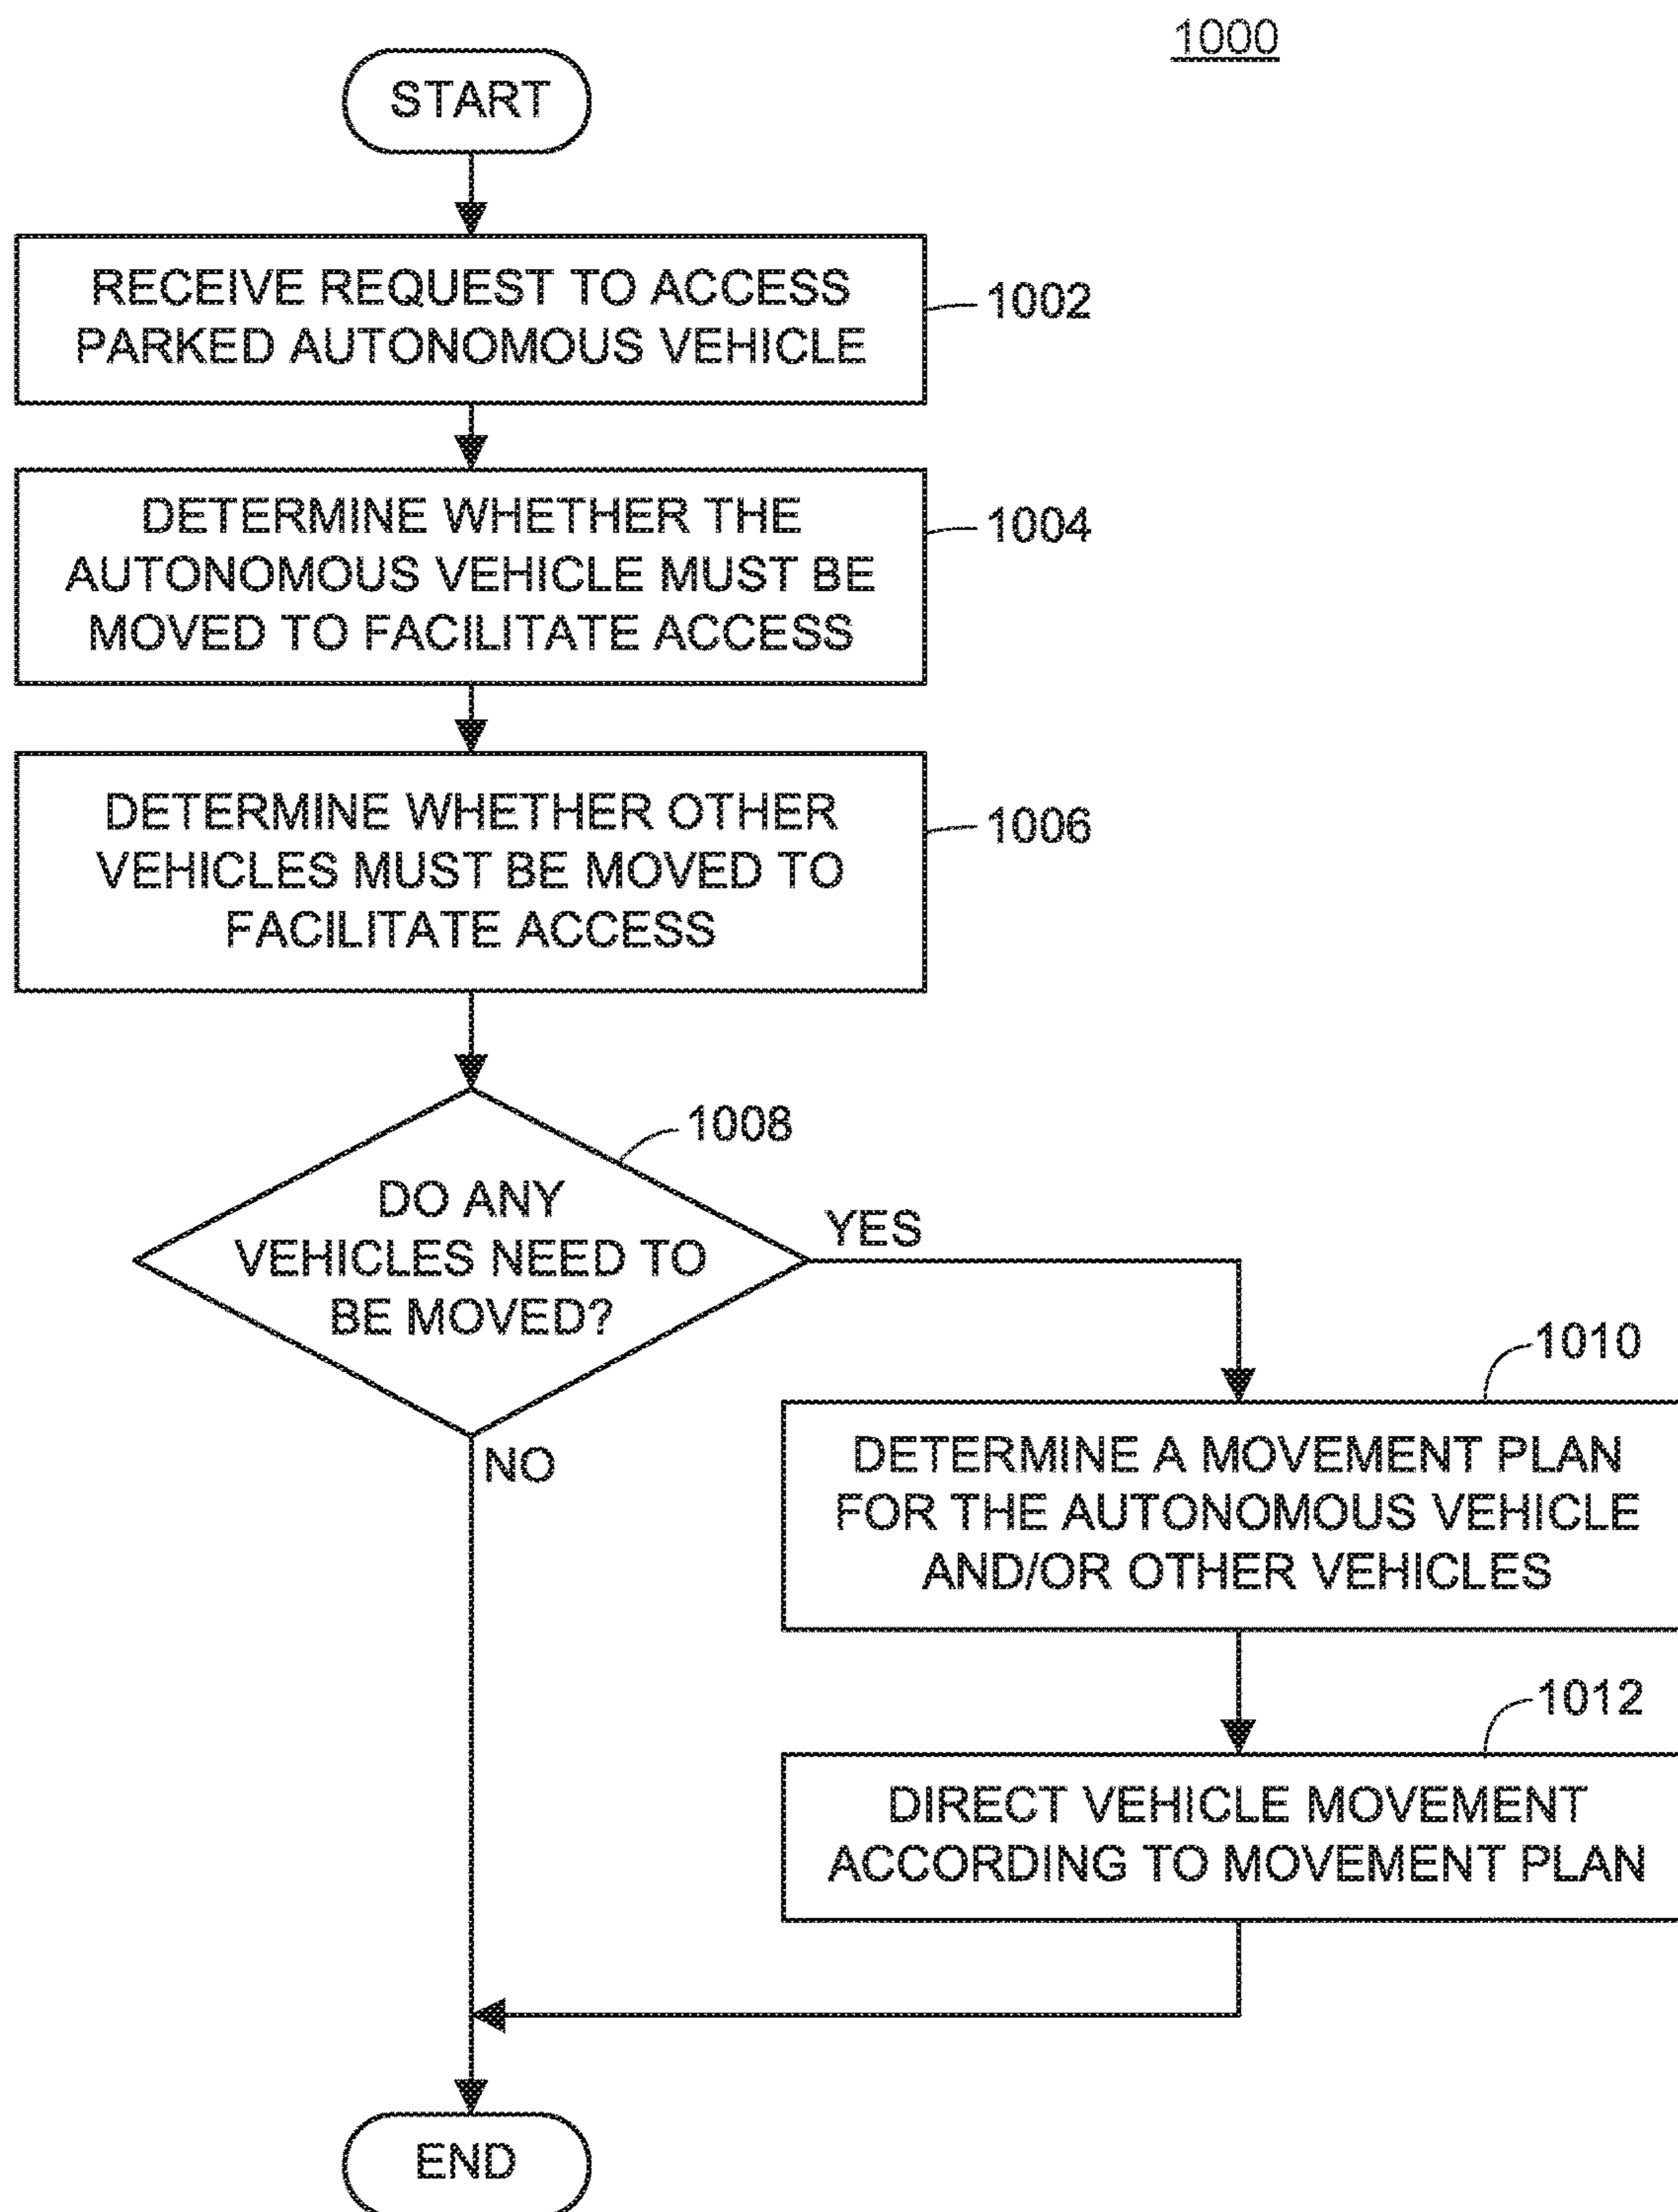 1000
START
RECEIVE REQUEST TO ACCESS
PARKED AUTONOMOUS VEHICLE
1002
DETERMINE WHETHER THE
AUTONOMOUS VEHICLE MUST BE
MOVED TO FACILITATE ACCESS
1004
DETERMINE WHETHER OTHER
VEHICLES MUST BE MOVED TO
FACILITATE ACCESS
1006
1008
DO ANY
VEHICLES NEED TO
BE MOVED?
YES
NO
1010
DETERMINE A MOVEMENT PLAN
FOR THE AUTONOMOUS VEHICLE
AND/OR OTHER VEHICLES
1012
DIRECT VEHICLE MOVEMENT
ACCORDING TO MOVEMENT PLAN
END